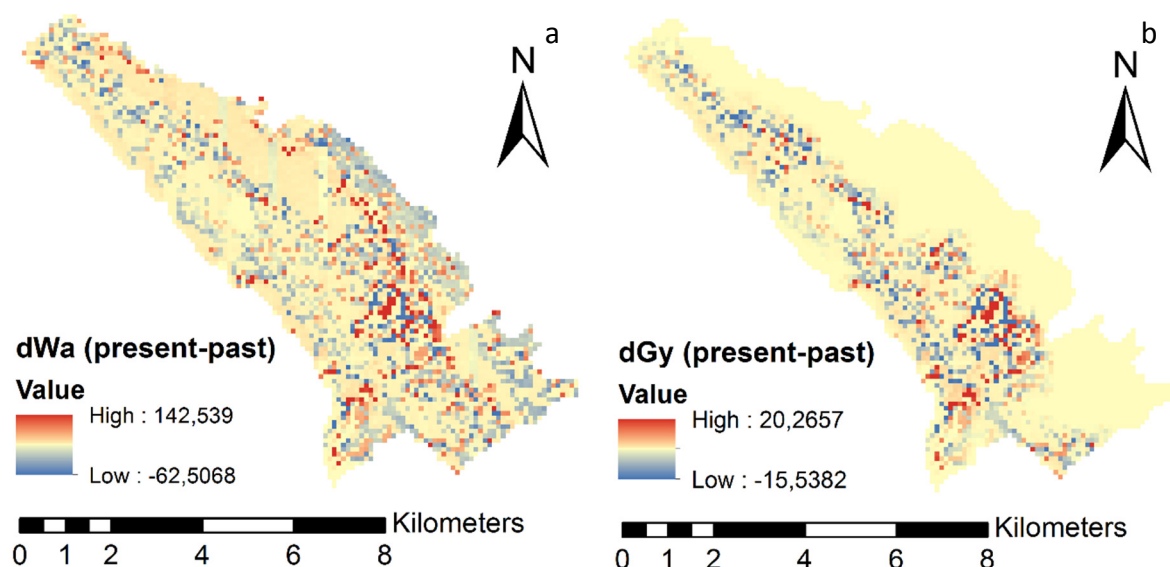 a
N
dWa (present-past)
Value
High : 142,539
Low : -62,5068
Kilometers
0 1 2 4 6 8
b
N
dGy (present-past)
Value
High : 20,2657
Low : -15,5382
Kilometers
0 1 2 4 6 8